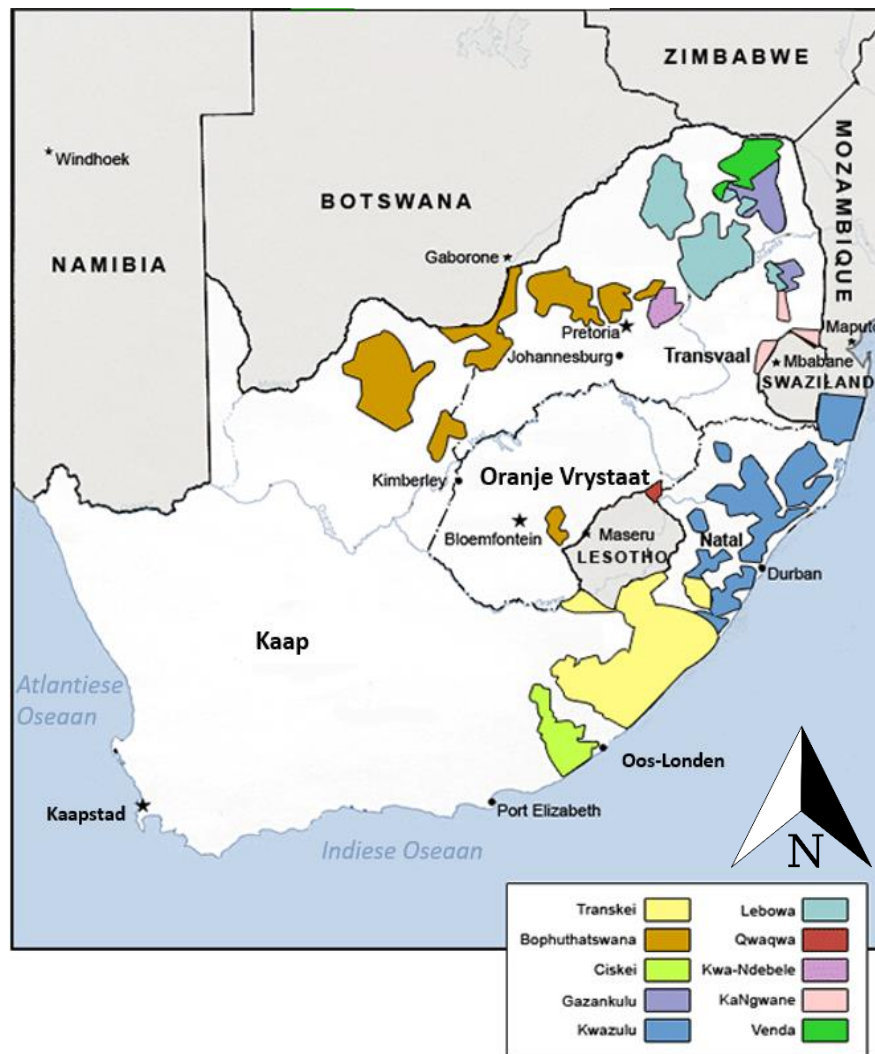 ZIMBABWE
MOZAMBIQUE
Windhoek
BOTSWANA
NAMIBIA
Gaborone
Pretoria
Maputo
Johannesburg
Transvaal
Mbabane
SWAZILAND
Kimberley
Oranje Vrystaat
Bloemfontein
Maseru
Natal
LESOTHO
Durban
Kaap
Atlantiese
Oseaan
Oos-Londen
Kaapstad
Port Elizabeth
Indiese Oseaan
N
Transkei
Lebowa
Bophuthatswana
Qwaqwa
Ciskei
Kwa-Ndebele
Gazankulu
KaNgwane
Kwazulu
Venda